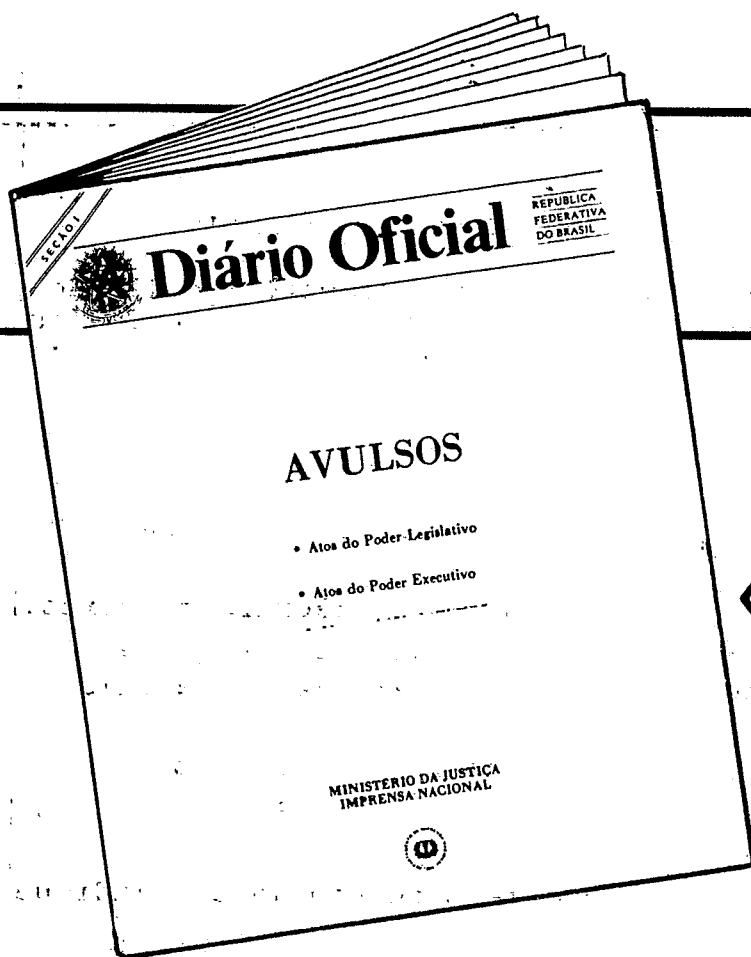 SEÇÃO I
Diário Oficial
REPÚBLICA
FEDERATIVA
DO BRASIL
AVULSOS
• Atos do Poder Legislativo
• Atos do Poder Executivo
MINISTÉRIO DA JUSTIÇA
IMPRENSA NACIONAL